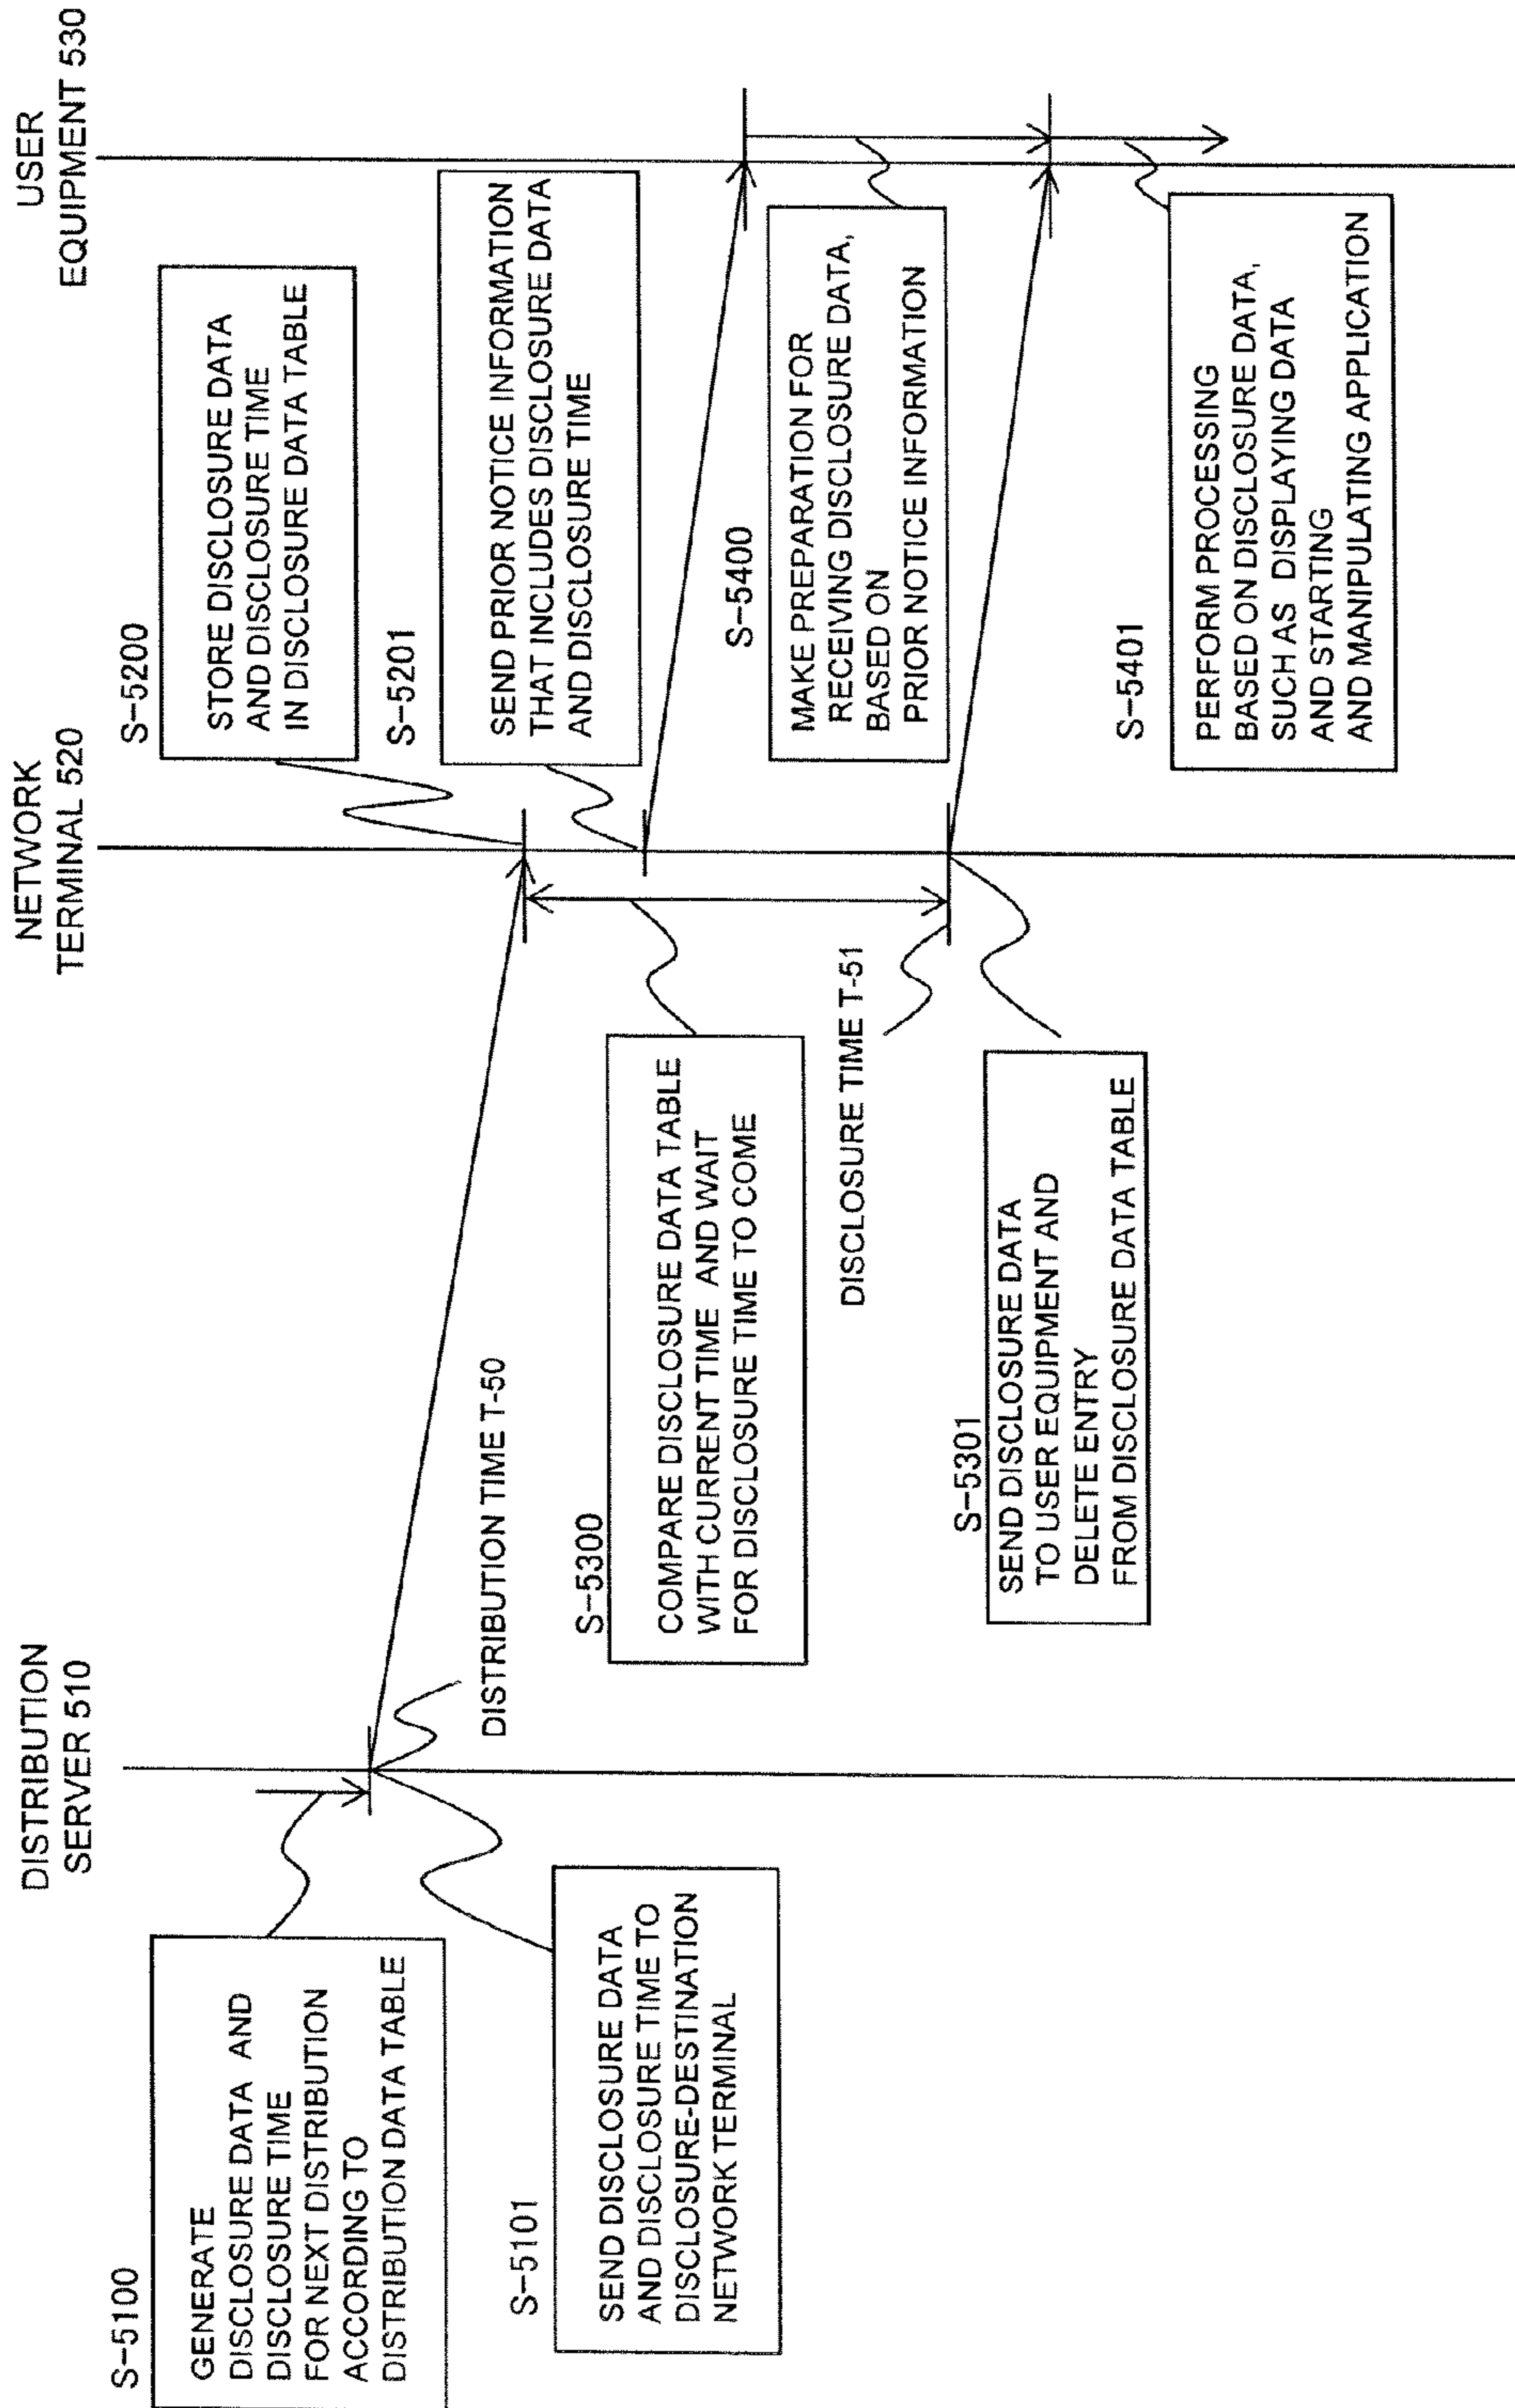 DISTRIBUTION
SERVER 510
NETWORK
TERMINAL 520
USER
EQUIPMENT 530
S-5100
GENERATE
DISCLOSURE DATA AND
DISCLOSURE TIME
FOR NEXT DISTRIBUTION
ACCORDING TO
DISTRIBUTION DATA TABLE
S-5101
SEND DISCLOSURE DATA
AND DISCLOSURE TIME TO
DISCLOSURE-DESTINATION
NETWORK TERMINAL
DISTRIBUTION TIME T-50
S-5200
STORE DISCLOSURE DATA
AND DISCLOSURE TIME
IN DISCLOSURE DATA TABLE
S-5201
SEND PRIOR NOTICE INFORMATION
THAT INCLUDES DISCLOSURE DATA
AND DISCLOSURE TIME
S-5300
COMPARE DISCLOSURE DATA TABLE
WITH CURRENT TIME AND WAIT
FOR DISCLOSURE TIME TO COME
S-5400
MAKE PREPARATION FOR
RECEIVING DISCLOSURE DATA,
BASED ON
PRIOR NOTICE INFORMATION
DISCLOSURE TIME T-51
S-5301
SEND DISCLOSURE DATA
TO USER EQUIPMENT AND
DELETE ENTRY
FROM DISCLOSURE DATA TABLE
S-5401
PERFORM PROCESSING
BASED ON DISCLOSURE DATA,
SUCH AS DISPLAYING DATA
AND STARTING
AND MANIPULATING APPLICATION